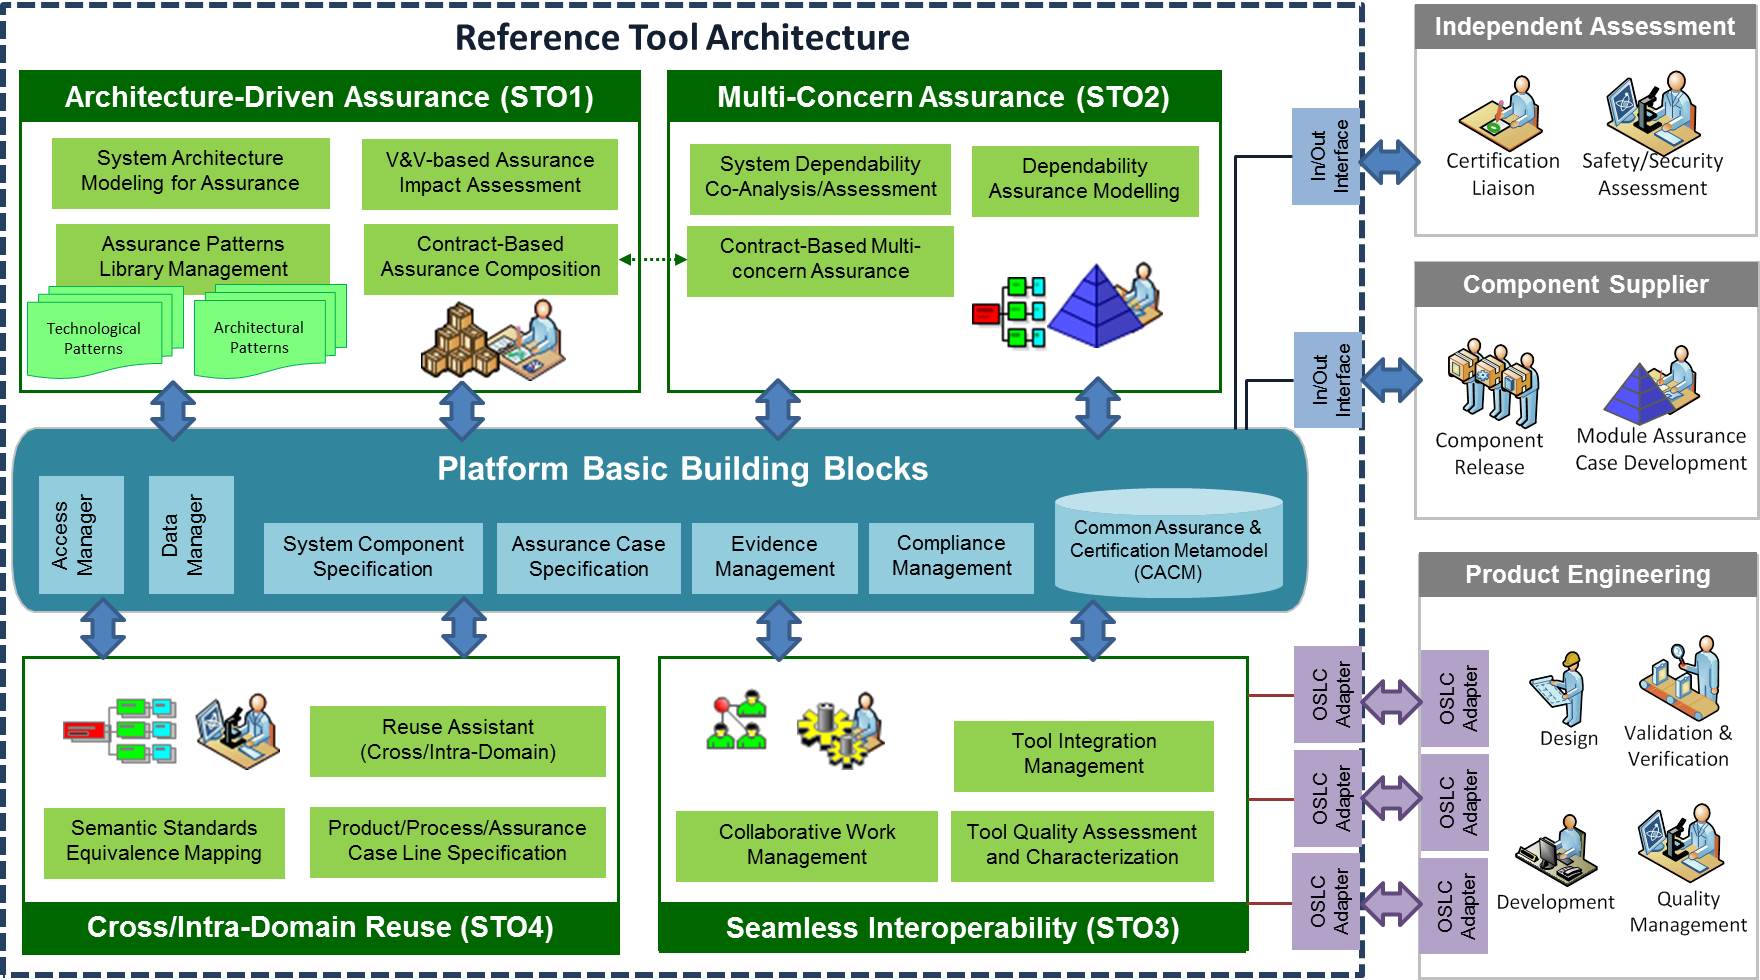 Reference Tool Architecture
Architecture-Driven Assurance (STO1)
System Architecture
Modeling for Assurance
V&V-based Assurance
Impact Assessment
Assurance Patterns
Library Management
Contract-Based
Assurance Composition
Technological
Patterns
Architectural
Patterns
Multi-Concern Assurance (STO2)
System Dependability
Co-Analysis/Assessment
Dependability
Assurance Modelling
Contract-Based Multi-
concern Assurance
In/Out
Interface
In/Out
Interface
Independent Assessment
Certification
Liaison
Safety/Security
Assessment
Component Supplier
Component
Release
Module Assurance
Case Development
Platform Basic Building Blocks
Access
Manager
Data
Manager
System Component
Specification
Assurance Case
Specification
Evidence
Management
Compliance
Management
Common Assurance &
Certification Metamodel
(CACM)
Reuse Assistant
(Cross/Intra-Domain)
Semantic Standards
Equivalence Mapping
Product/Process/Assurance
Case Line Specification
Cross/Intra-Domain Reuse (STO4)
Tool Integration
Management
Collaborative Work
Management
Tool Quality Assessment
and Characterization
Seamless Interoperability (STO3)
OSLC
Adapter
OSLC
Adapter
OSLC
Adapter
Product Engineering
OSLC
Adapter
OSLC
Adapter
OSLC
Adapter
Design
Validation &
Verification
Development
Quality
Management